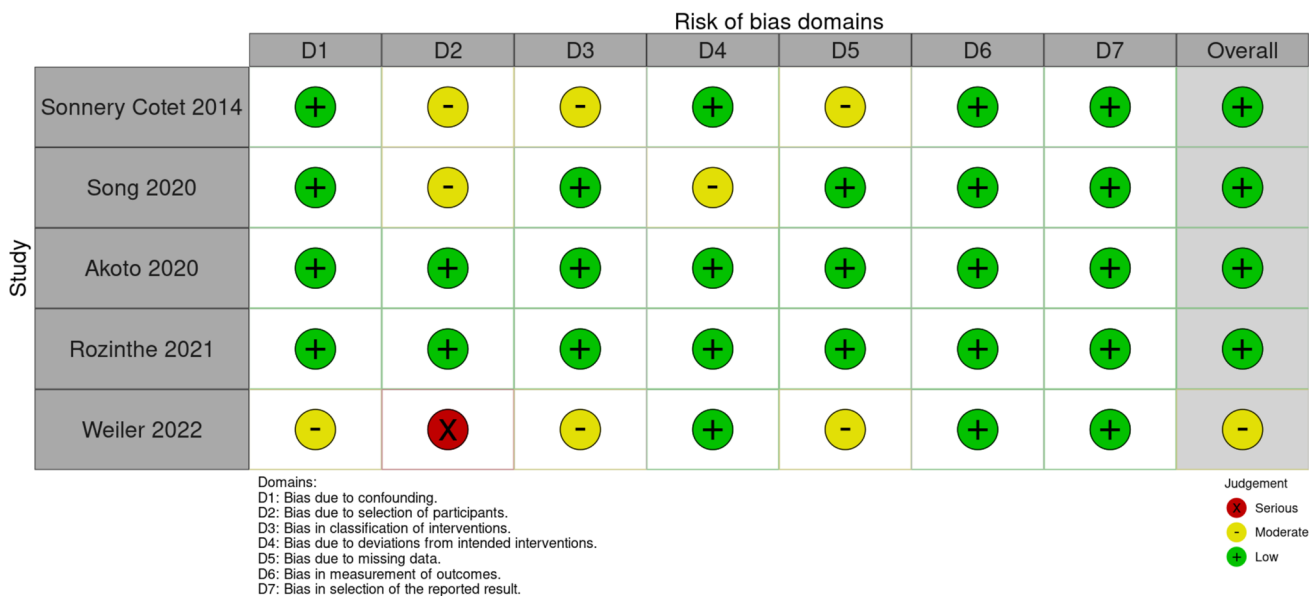 Risk of bias domains
D1 D2 D3 D4 D5 D6 D7 Overall
Study
Sonnery Cotet 2014 + - - + - + + +
Song 2020 + - + - + + + +
Akoto 2020 + + + + + + + +
Rozinthe 2021 + + + + + + + +
Weiler 2022 - X - + - + + -
Domains:
D1: Bias due to confounding.
D2: Bias due to selection of participants.
D3: Bias in classification of interventions.
D4: Bias due to deviations from intended interventions.
D5: Bias due to missing data.
D6: Bias in measurement of outcomes.
D7: Bias in selection of the reported result.
Judgement
X Serious
- Moderate
+ Low